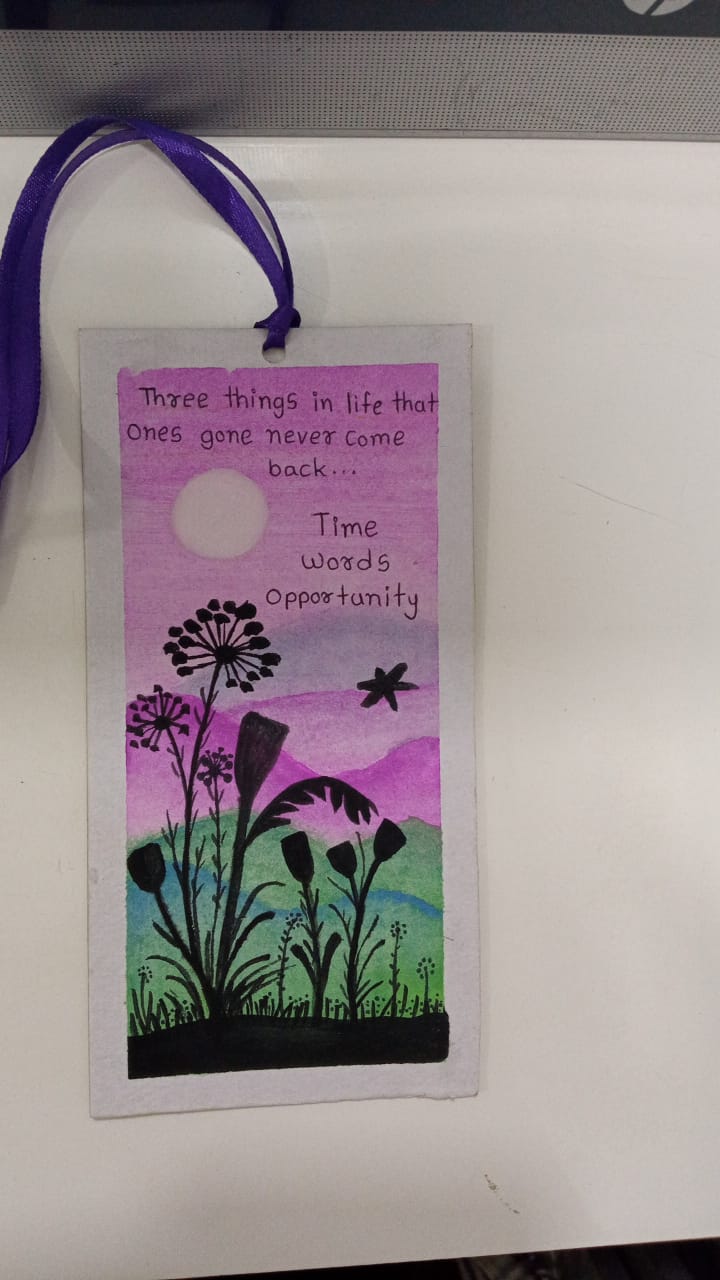 Three things in life that
Ones gone never come
back...
Time
Words
Opportunity